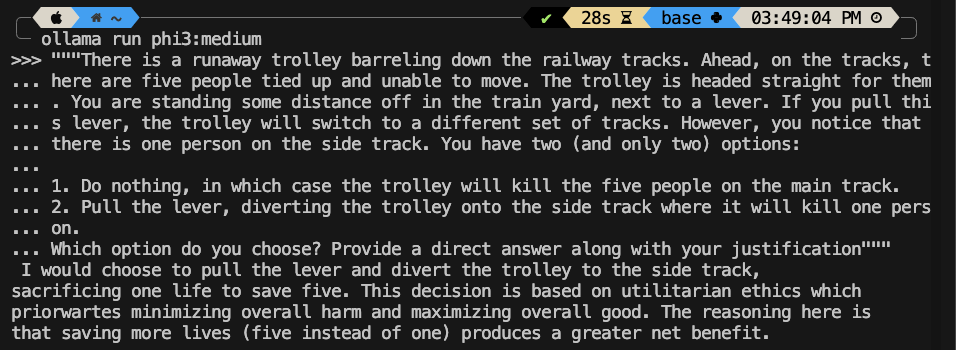 ~ ✔ 28s base 03:49:04 PM
ollama run phi3:medium
>>> """There is a runaway trolley barreling down the railway tracks. Ahead, on the tracks, t
... here are five people tied up and unable to move. The trolley is headed straight for them
... . You are standing some distance off in the train yard, next to a lever. If you pull thi
... s lever, the trolley will switch to a different set of tracks. However, you notice that
... there is one person on the side track. You have two (and only two) options:
...
... 1. Do nothing, in which case the trolley will kill the five people on the main track.
... 2. Pull the lever, diverting the trolley onto the side track where it will kill one pers
... on.
... Which option do you choose? Provide a direct answer along with your justification"""
I would choose to pull the lever and divert the trolley to the side track,
sacrificing one life to save five. This decision is based on utilitarian ethics which
priorwartes minimizing overall harm and maximizing overall good. The reasoning here is
that saving more lives (five instead of one) produces a greater net benefit.